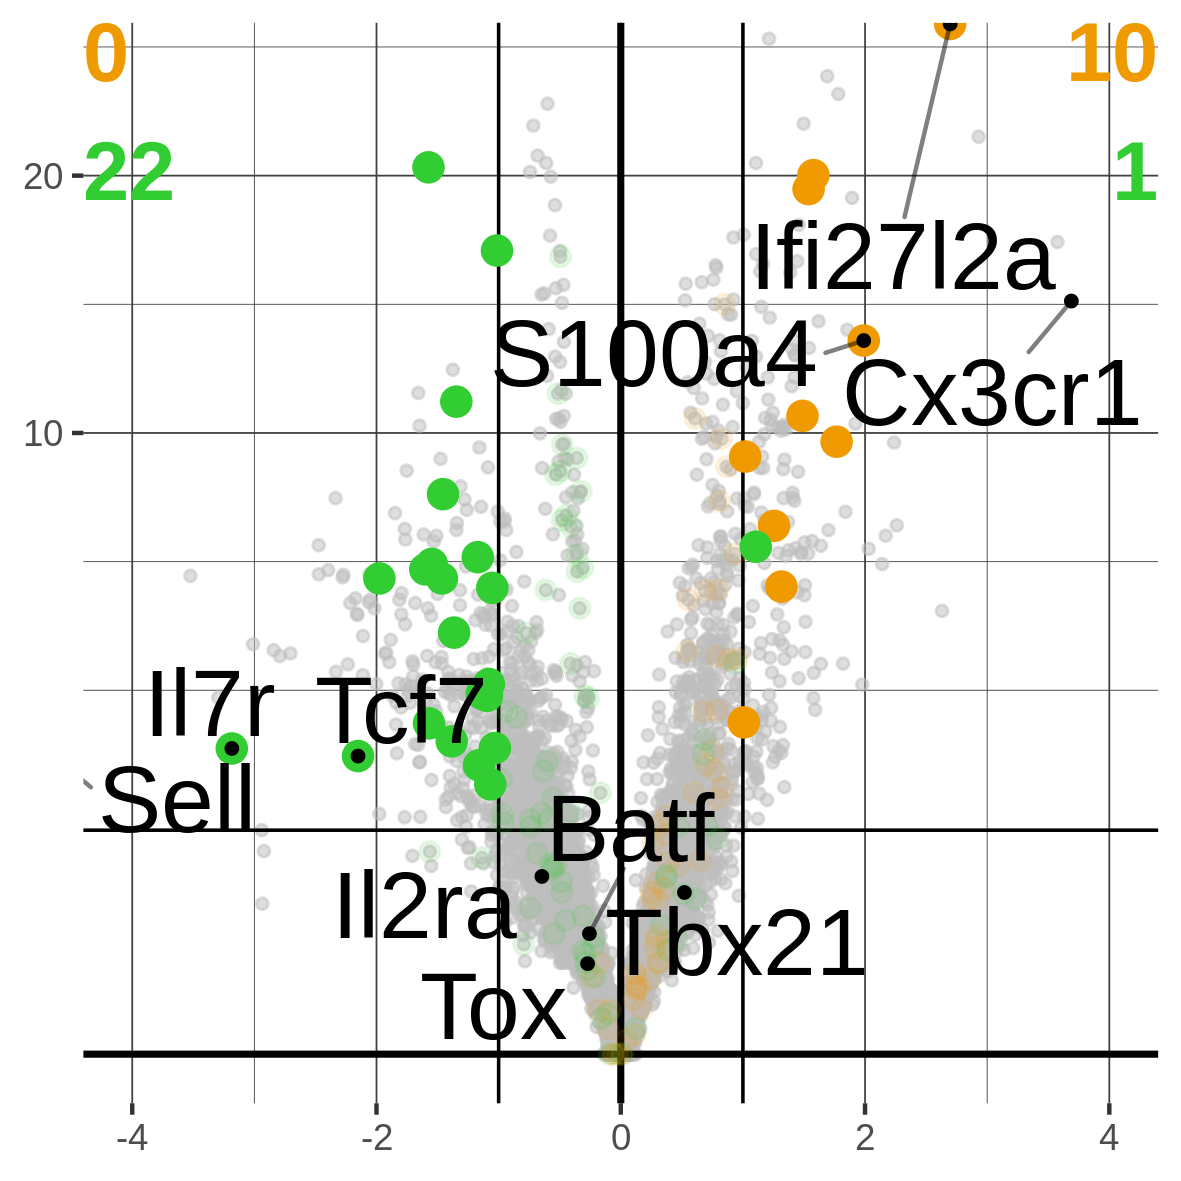 0 10
22 1
20
Ifi27l2a
S100a4
Cx3cr1
10
Il7r Tcf7
Sell
Batf
Il2ra
Tbx21
Tox
-4 -2 0 2 4